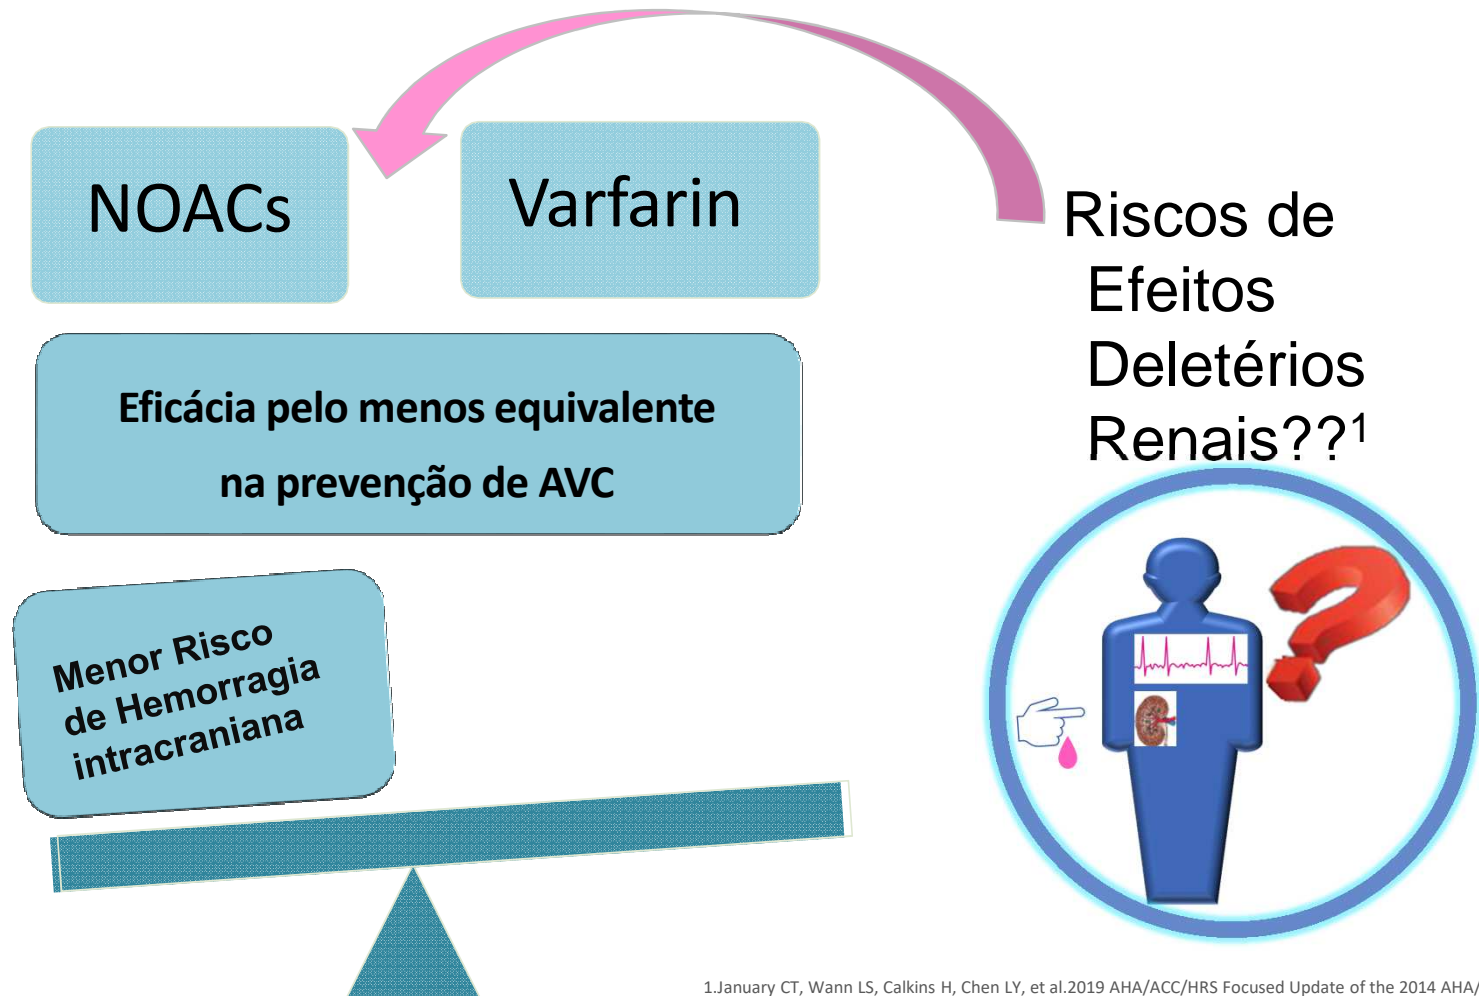 NOACs
Varfarin
Riscos de
Efeitos
Deletérios
Renais??1
Eficácia pelo menos equivalente
na prevenção de AVC
Menor Risco
de Hemorragia
intracraniana
1.January CT, Wann LS, Calkins H, Chen LY, et al.2019 AHA/ACC/HRS Focused Update of the 2014 AHA/